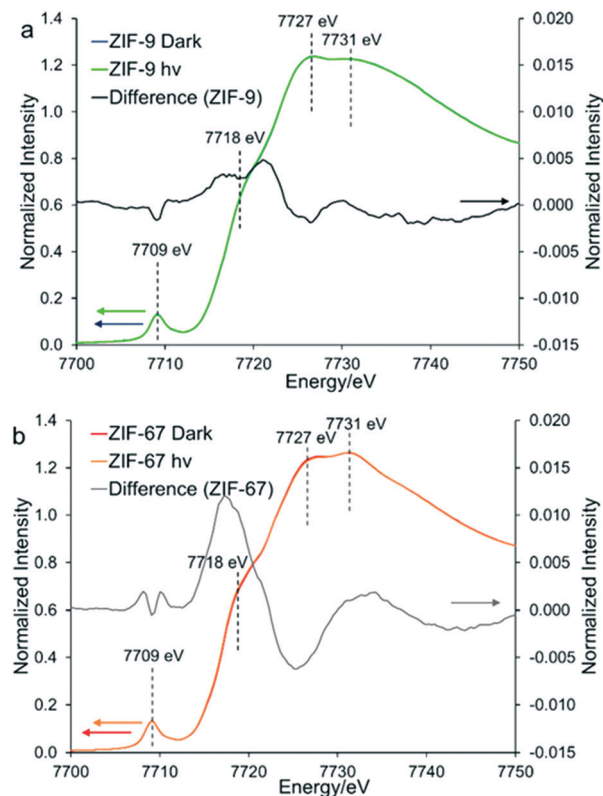 a
ZIF-9 Dark
ZIF-9 hv
Difference (ZIF-9)
7727 eV
7731 eV
7718 eV
7709 eV
Normalized Intensity
1.4
1.2
1.0
0.8
0.6
0.4
0.2
0.0
0.020
0.015
0.010
0.005
0.000
-0.005
-0.010
-0.015
Normalized Intensity
7700 7710 7720 7730 7740 7750
Energy/eV
b
ZIF-67 Dark
ZIF-67 hv
Difference (ZIF-67)
7727 eV
7731 eV
7718 eV
7709 eV
Normalized Intensity
1.4
1.2
1.0
0.8
0.6
0.4
0.2
0.0
0.020
0.015
0.010
0.005
0.000
-0.005
-0.010
-0.015
Normalized Intensity
7700 7710 7720 7730 7740 7750
Energy/eV